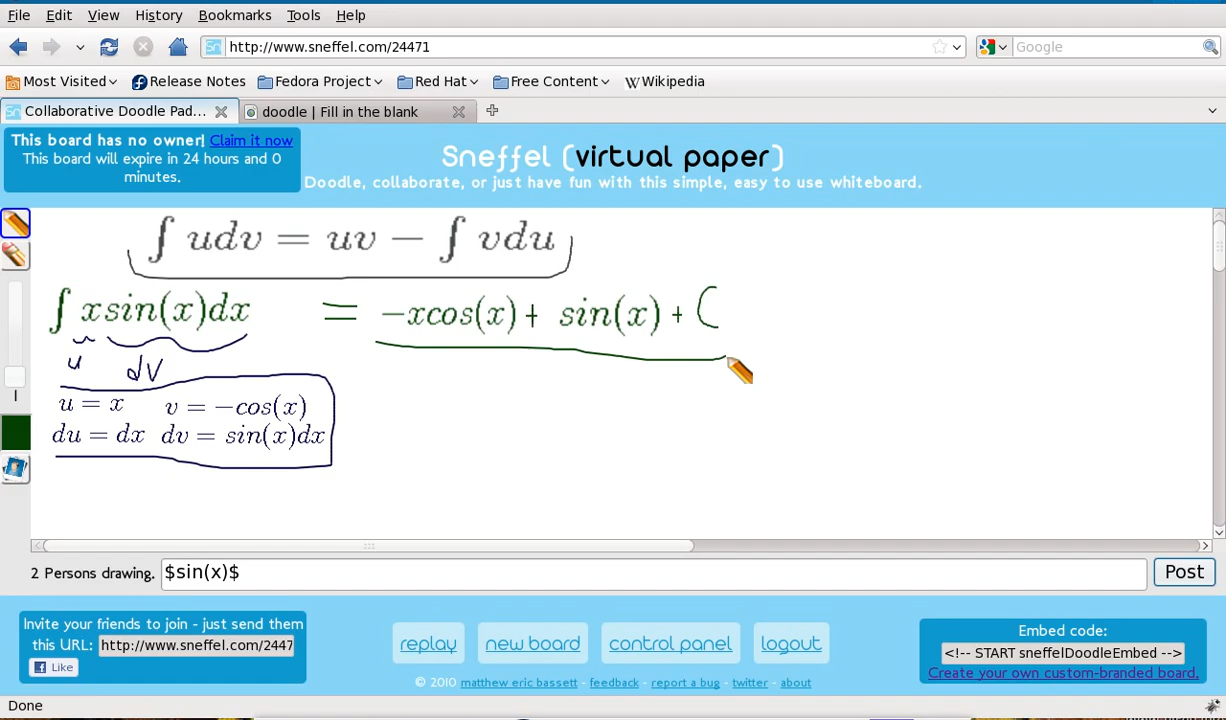 File Edit View History Bookmarks Tools Help
http://www.sneffel.com/24471 Google
Most Visited Release Notes Fedora Project Red Hat Free Content Wikipedia
Collaborative Doodle Pad... doodle | Fill in the blank
This board has no owner! Claim it now
This board will expire in 24 hours and 0
minutes.
Sneffel (virtual paper)
Doodle, collaborate, or just have fun with this simple, easy to use whiteboard.
∫ udv = uv − ∫ vdu
∫ x sin(x)dx = −xcos(x) + sin(x) + C
u dv
u = x v = −cos(x)
du = dx dv = sin(x)dx
2 Persons drawing. $sin(x)$ Post
Invite your friends to join - just send them
this URL: http://www.sneffel.com/2447
Like
replay new board control panel logout
© 2010 matthew eric bassett - feedback - report a bug - twitter - about
Embed code:
<!-- START sneffelDoodleEmbed -->
Create your own custom-branded board.
Done